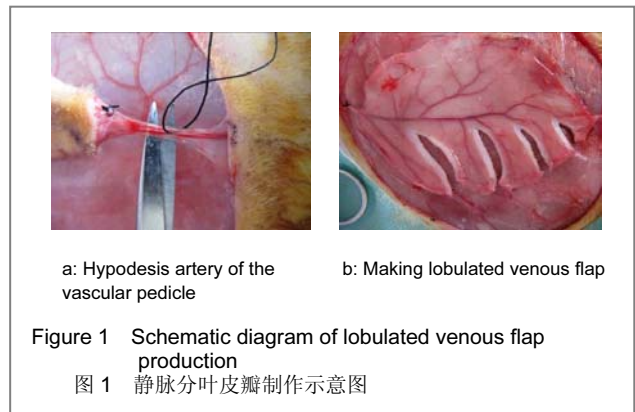 a: Hypodesis artery of the
vascular pedicle
b: Making lobulated venous flap
Figure 1 Schematic diagram of lobulated venous flap
production
图 1 静脉分叶皮瓣制作示意图